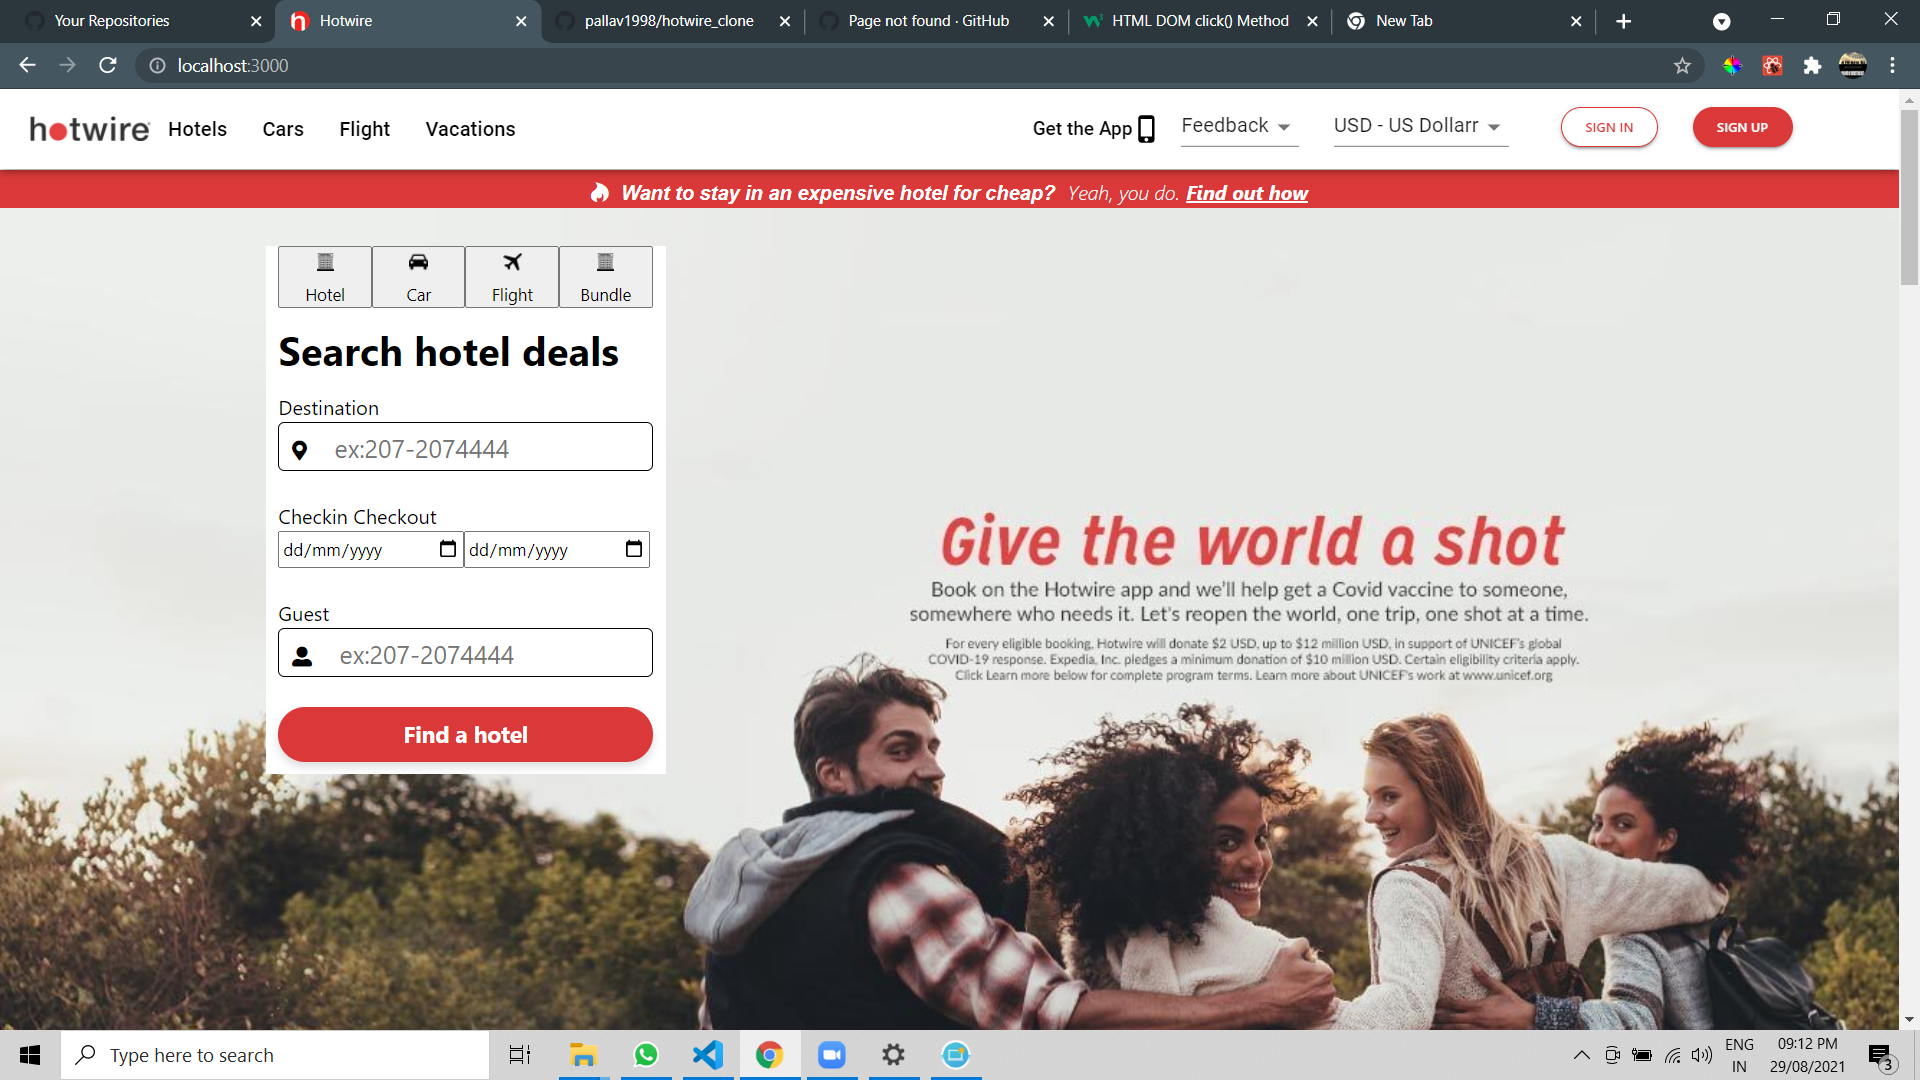 Your Repositories
Hotwire
pallav1998/hotwire_clone
Page not found · GitHub
HTML DOM click() Method
New Tab
localhost:3000
hotwire
Hotels
Cars
Flight
Vacations
Get the App
Feedback
USD - US Dollarr
SIGN IN
SIGN UP
Want to stay in an expensive hotel for cheap? Yeah, you do. Find out how
Hotel
Car
Flight
Bundle
Search hotel deals
Destination
ex:207-2074444
Checkin Checkout
dd/mm/yyyy
dd/mm/yyyy
Guest
ex:207-2074444
Find a hotel
Give the world a shot
Book on the Hotwire app and we'll help get a Covid vaccine to someone,
somewhere who needs it. Let's reopen the world, one trip, one shot at a time.
For every eligible booking, Hotwire will donate $2 USD, up to $12 million USD, in support of UNICEF's global
COVID-19 response. Expedia, Inc. pledges a minimum donation of $10 million USD. Certain eligibility criteria apply.
Click Learn more below for complete program terms. Learn more about UNICEF's work at www.unicef.org
Type here to search
ENG
IN
09:12 PM
29/08/2021
3